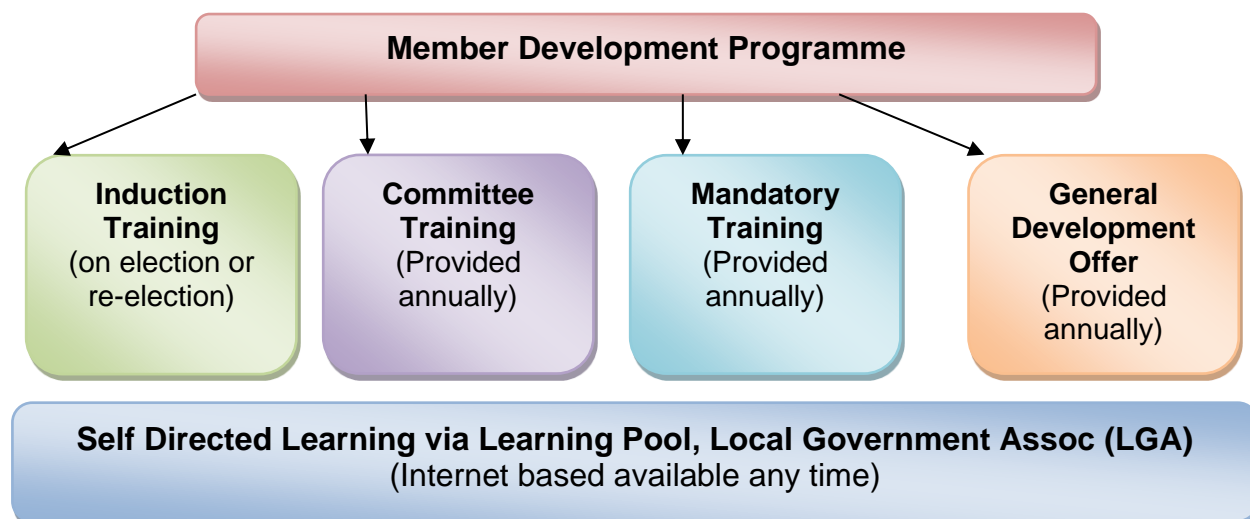 Member Development Programme
Induction
Training
(on election or
re-election)
Committee
Training
(Provided
annually)
Mandatory
Training
(Provided
annually)
General
Development
Offer
(Provided
annually)
Self Directed Learning via Learning Pool, Local Government Assoc (LGA)
(Internet based available any time)